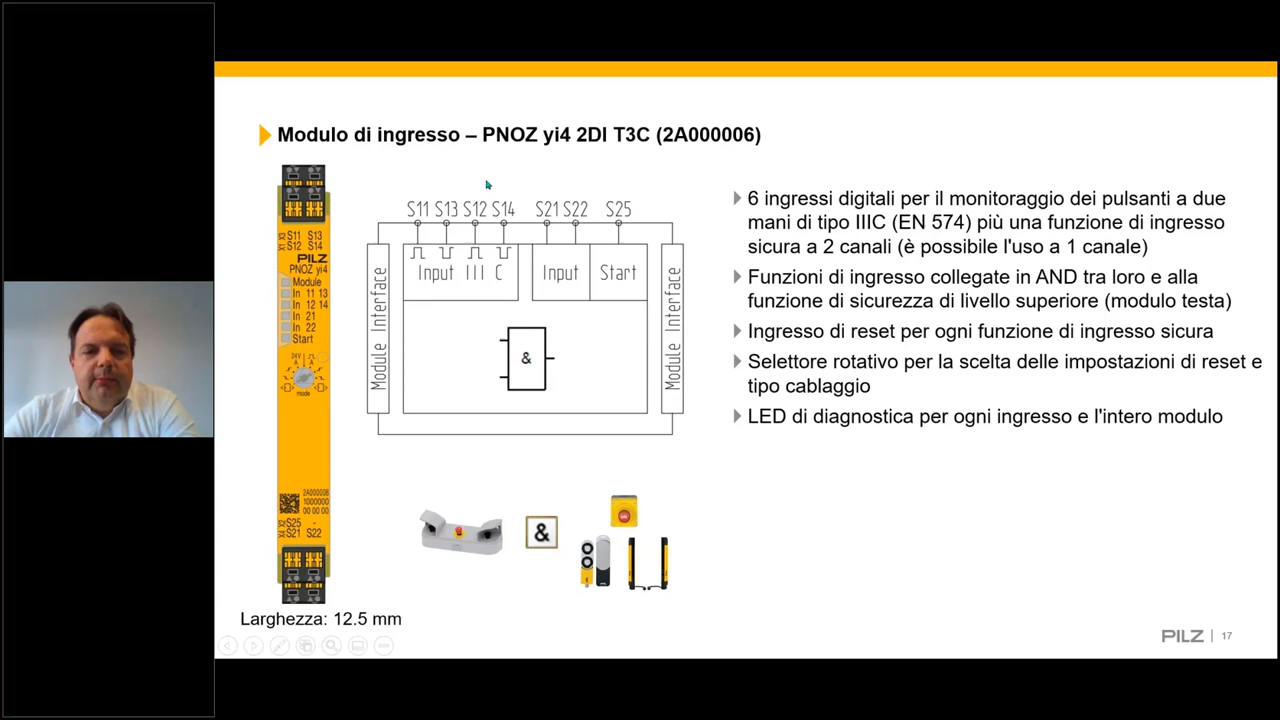 Modulo di ingresso – PNOZ yi4 2DI T3C (2A000006)
S11 S13
S12 S14
PILZ
PNOZ yi4
Module
In 11 13
In 12 14
In 21
In 22
Start
24V
mode
2A000006
1000000
00 00 00
S25 -
S21 S22
Larghezza: 12.5 mm
S11 S13 S12 S14 S21 S22 S25
Input III C Input Start
Module Interface
&
Module Interface
&
6 ingressi digitali per il monitoraggio dei pulsanti a due
mani di tipo IIIC (EN 574) più una funzione di ingresso
sicura a 2 canali (è possibile l'uso a 1 canale)
Funzioni di ingresso collegate in AND tra loro e alla
funzione di sicurezza di livello superiore (modulo testa)
Ingresso di reset per ogni funzione di ingresso sicura
Selettore rotativo per la scelta delle impostazioni di reset e
tipo cablaggio
LED di diagnostica per ogni ingresso e l'intero modulo
PILZ | 17